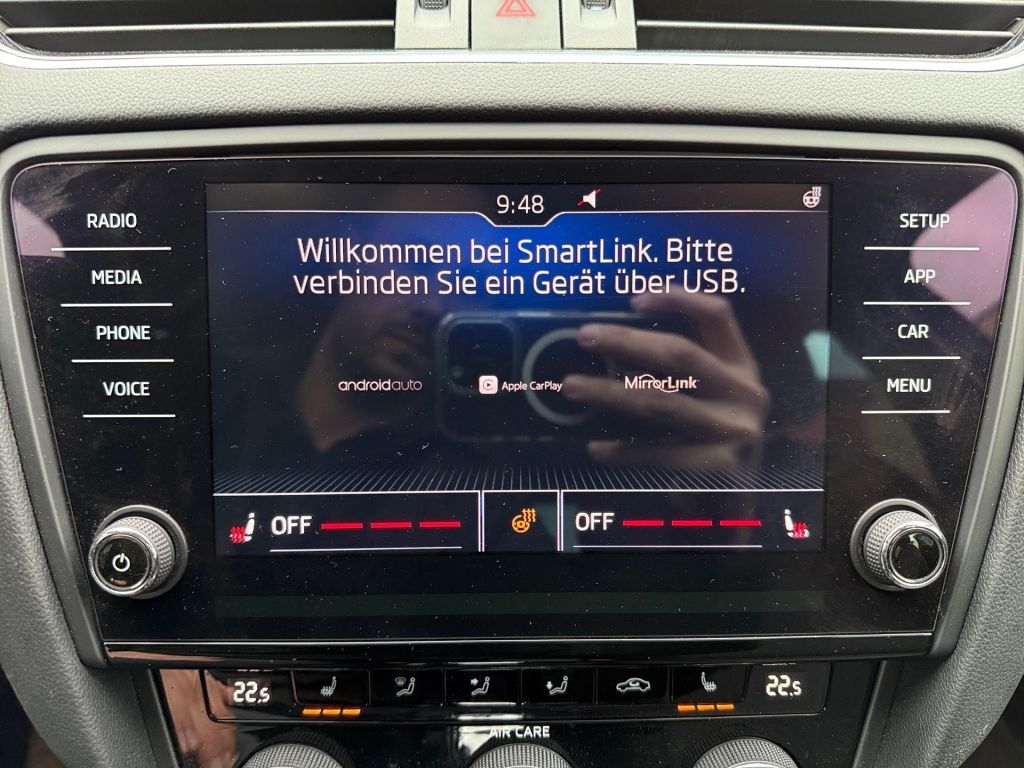 9:48
RADIO
SETUP
Willkommen bei SmartLink. Bitte
verbinden Sie ein Gerät über USB.
MEDIA
APP
PHONE
CAR
VOICE
androidauto
Apple CarPlay
MirrorLink
MENU
OFF
OFF
22.5
22.5
AIR CARE